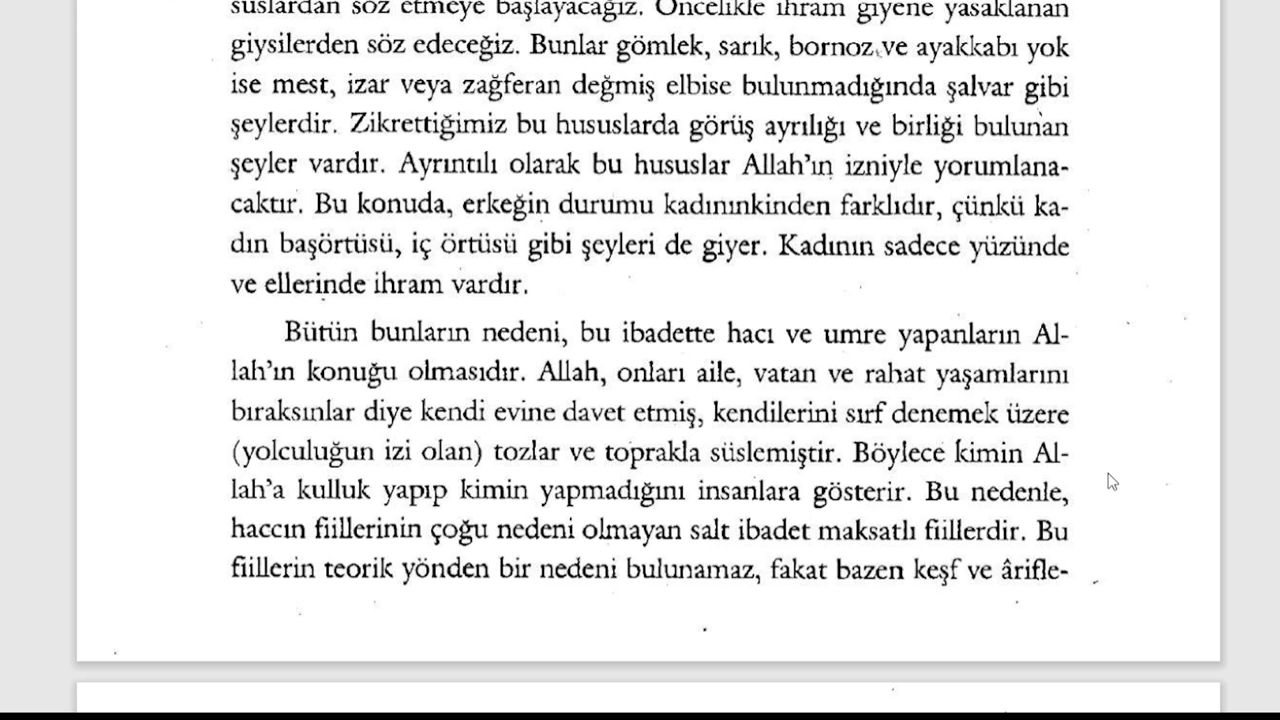 suslardan söz etmeye başlayacağız. Öncelikle ihram giyene yasaklanan
giysilerden söz edeceğiz. Bunlar gömlek, sarık, bornoz ve ayakkabı yok
ise mest, izar veya zağferan değmiş elbise bulunmadığında şalvar gibi
şeylerdir. Zikrettiğimiz bu hususlarda görüş ayrılığı ve birliği bulunan
şeyler vardır. Ayrıntılı olarak bu hususlar Allah'ın izniyle yorumlana-
caktır. Bu konuda, erkeğin durumu kadınınkinden farklıdır, çünkü ka-
dın başörtüsü, iç örtüsü gibi şeyleri de giyer. Kadının sadece yüzünde
ve ellerinde ihram vardır.
Bütün bunların nedeni, bu ibadette hacı ve umre yapanların Al-
lah'ın konuğu olmasıdır. Allah, onları aile, vatan ve rahat yaşamlarını
bıraksınlar diye kendi evine davet etmiş, kendilerini sırf denemek üzere
(yolculuğun izi olan) tozlar ve toprakla süslemiştir. Böylece kimin Al-
lah'a kulluk yapıp kimin yapmadığını insanlara gösterir. Bu nedenle,
haccın fiillerinin çoğu nedeni olmayan salt ibadet maksatlı fiillerdir. Bu
fiillerin teorik yönden bir nedeni bulunamaz, fakat bazen keşf ve ârifle-